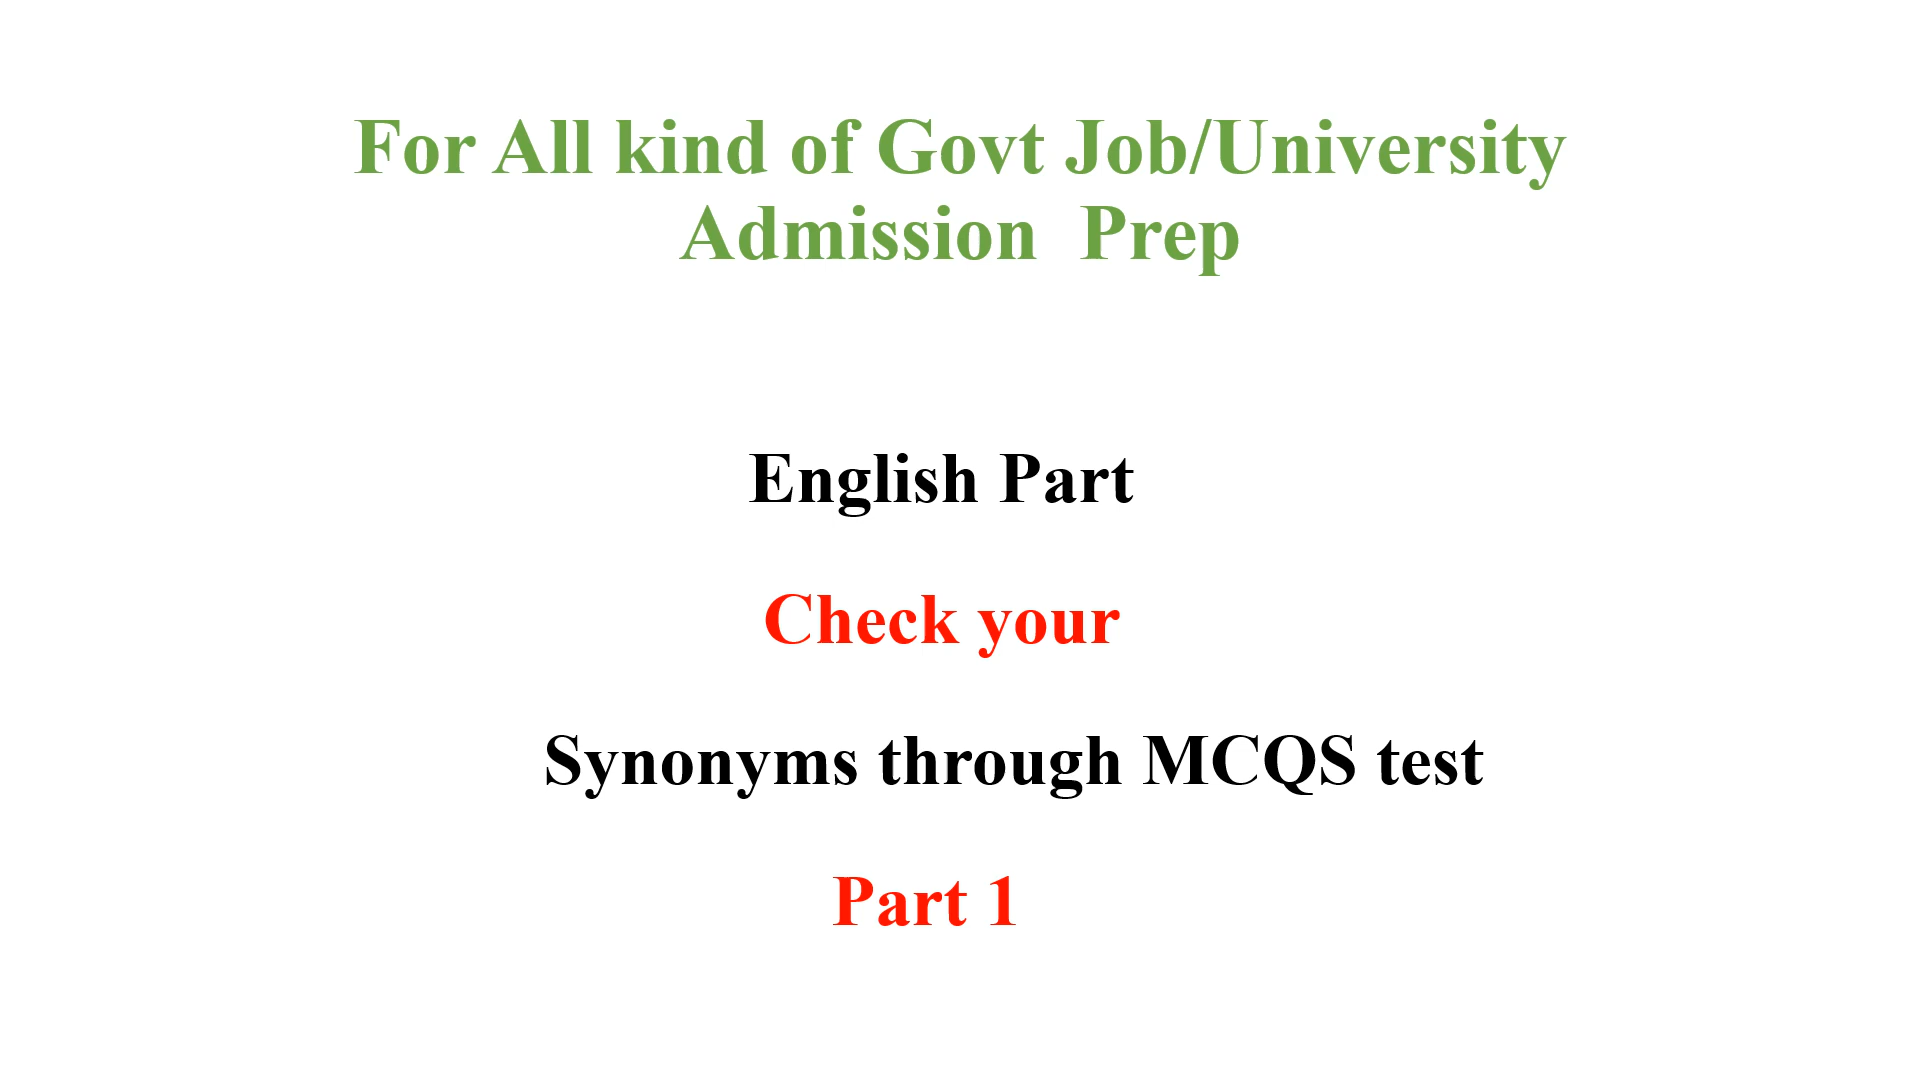 For All kind of Govt Job/University
Admission  Prep
English Part
Check your
Synonyms through MCQS test
Part 1